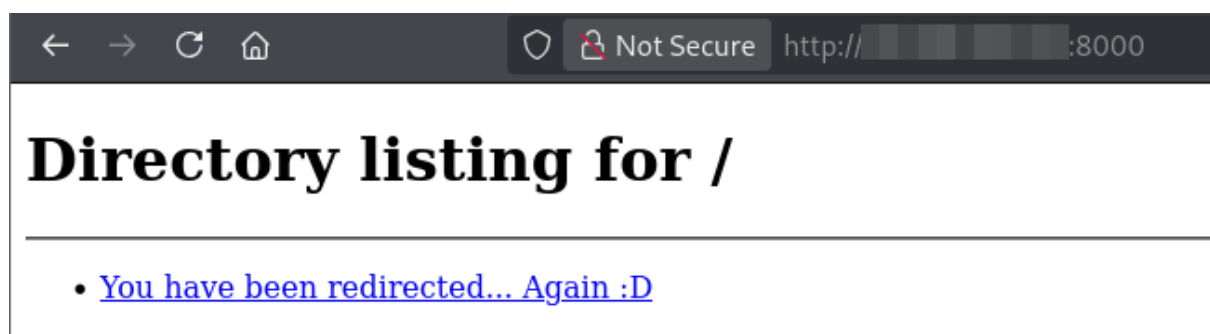 Not Secure http:// :8000
Directory listing for /
You have been redirected... Again :D